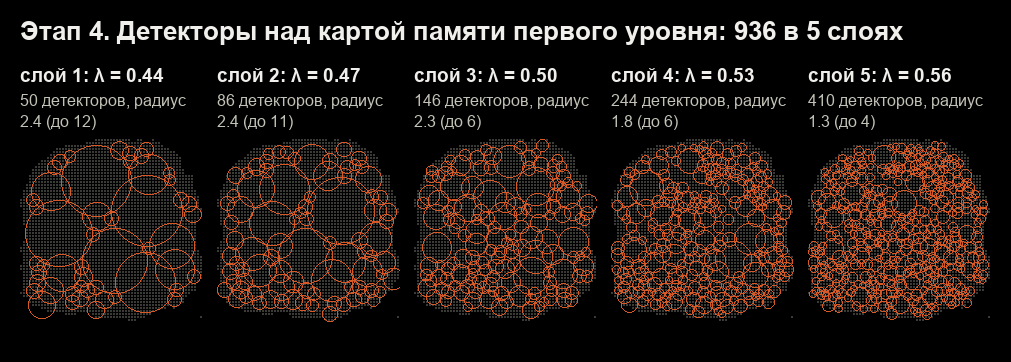 Этап 4. Детекторы над картой памяти первого уровня: 936 в 5 слоях
слой 1: λ = 0.44
50 детекторов, радиус
2.4 (до 12)
слой 2: λ = 0.47
86 детекторов, радиус
2.4 (до 11)
слой 3: λ = 0.50
146 детекторов, радиус
2.3 (до 6)
слой 4: λ = 0.53
244 детекторов, радиус
1.8 (до 6)
слой 5: λ = 0.56
410 детекторов, радиус
1.3 (до 4)